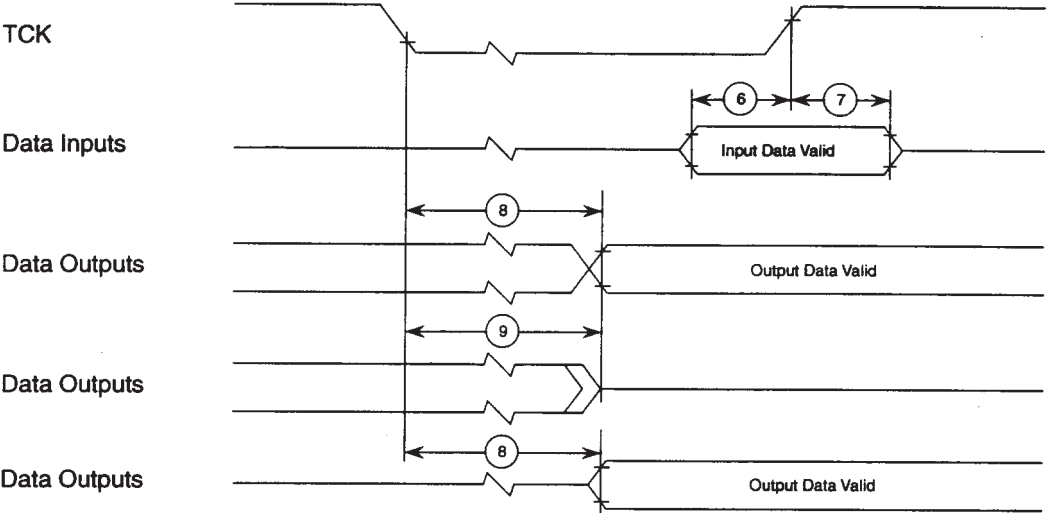 TCK
6
7
Data Inputs
Input Data Valid
8
Data Outputs
Output Data Valid
9
Data Outputs
8
Data Outputs
Output Data Valid